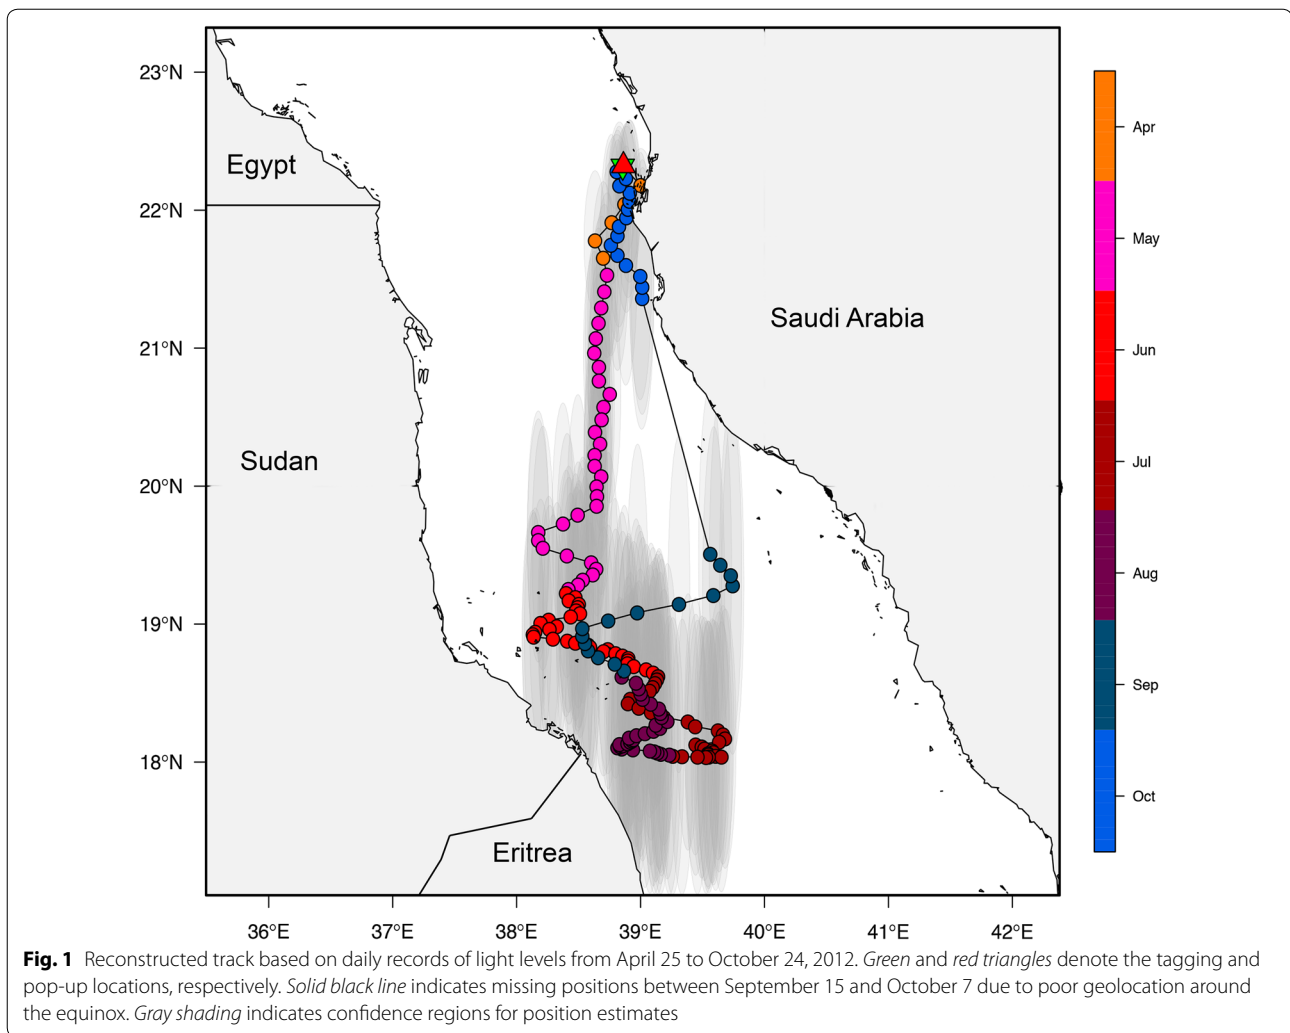 23°N
22°N
21°N
20°N
19°N
18°N
Egypt
Sudan
Eritrea
Saudi Arabia
Apr
May
Jun
Jul
Aug
Sep
Oct
36°E 37°E 38°E 39°E 40°E 41°E 42°E
Fig. 1 Reconstructed track based on daily records of light levels from April 25 to October 24, 2012. Green and red triangles denote the tagging and
pop-up locations, respectively. Solid black line indicates missing positions between September 15 and October 7 due to poor geolocation around
the equinox. Gray shading indicates confidence regions for position estimates